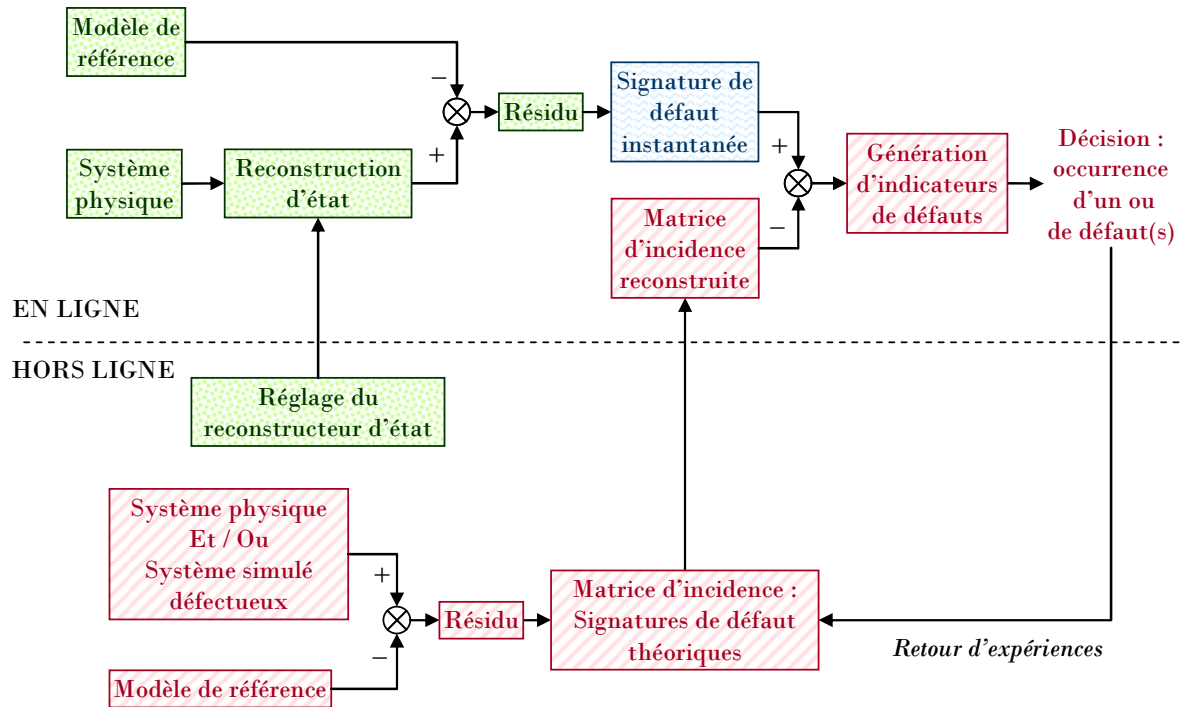 Modèle de
référence
−
+
Résidu
Signature de
défaut
instantanée
+
−
Système
physique
Reconstruction
d'état
Matrice
d'incidence
reconstruite
Génération
d'indicateurs
de défauts
Décision :
occurrence
d'un ou
de défaut(s)
EN LIGNE
HORS LIGNE
Réglage du
reconstructeur d'état
Système physique
Et / Ou
Système simulé
défectueux
+
−
Résidu
Modèle de référence
Matrice d'incidence :
Signatures de défaut
théoriques
Retour d'expériences